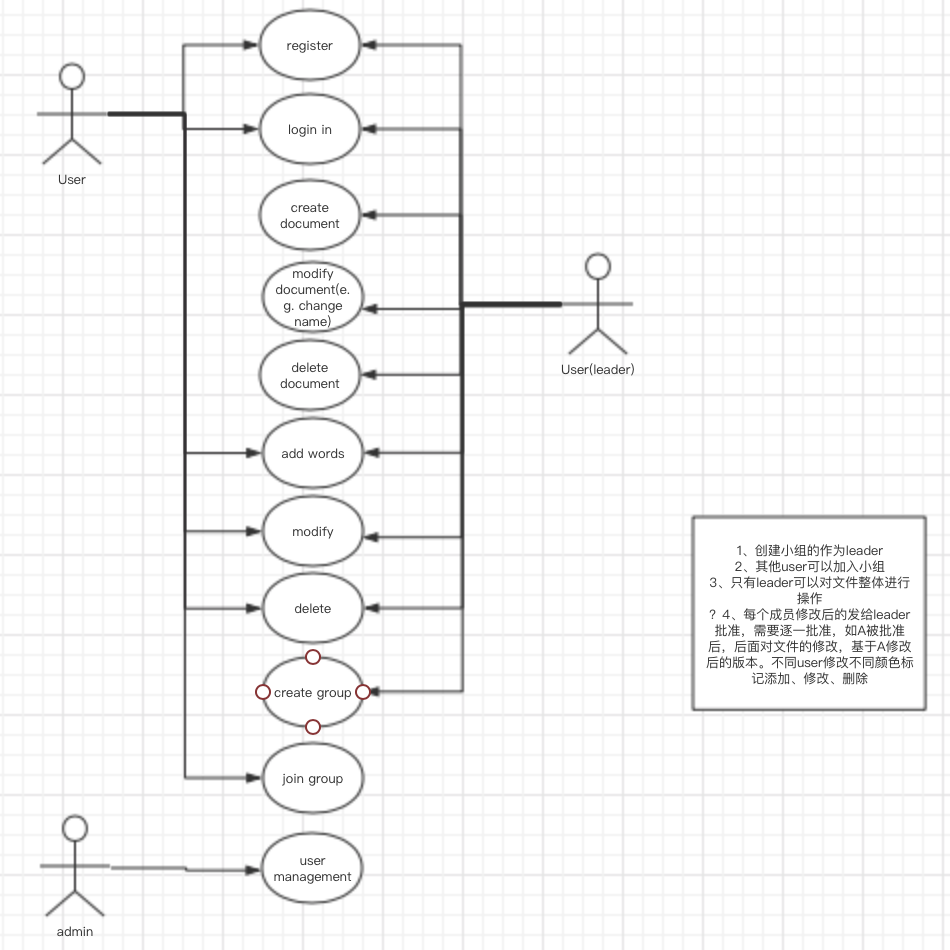 register
login in
User
create
document
modify
document(e.
g. change
name)
User(leader)
delete
document
add words
modify
1、创建小组的作为leader
2、其他user可以加入小组
3、只有leader可以对文件整体进行
操作
？4、每个成员修改后的发给leader
批准，需要逐一批准，如A被批准
后，后面对文件的修改，基于A修改
后的版本。不同user修改不同颜色标
记添加、修改、删除
delete
create group
join group
user
management
admin